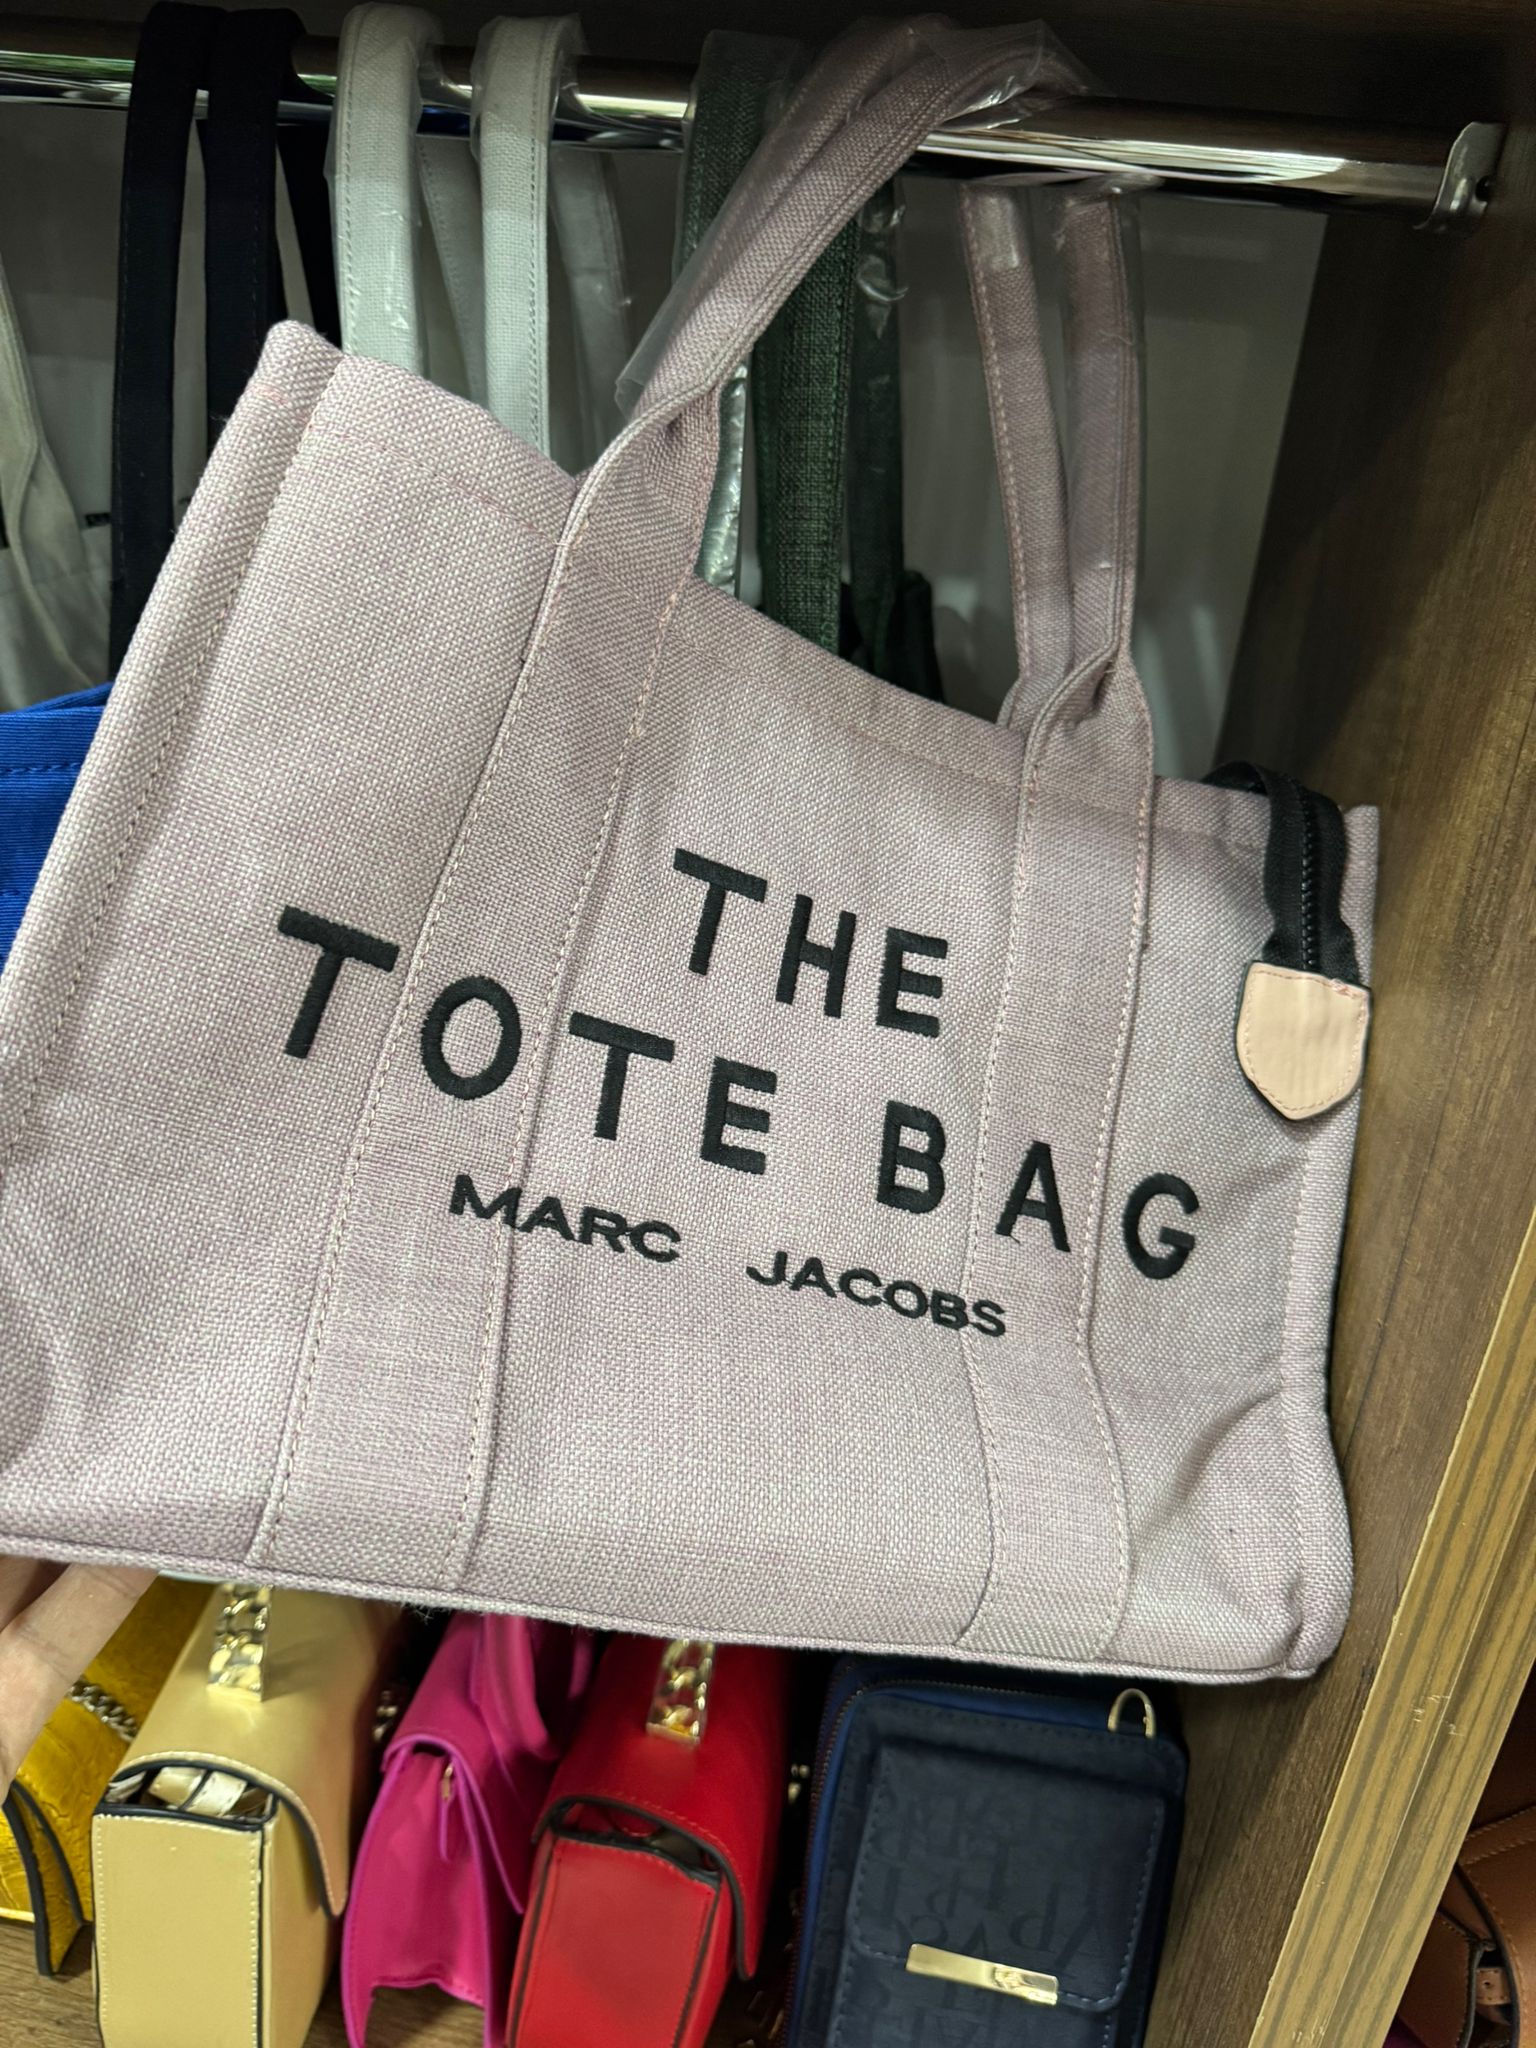 THE
TOTE BAG
MARC JACOBS